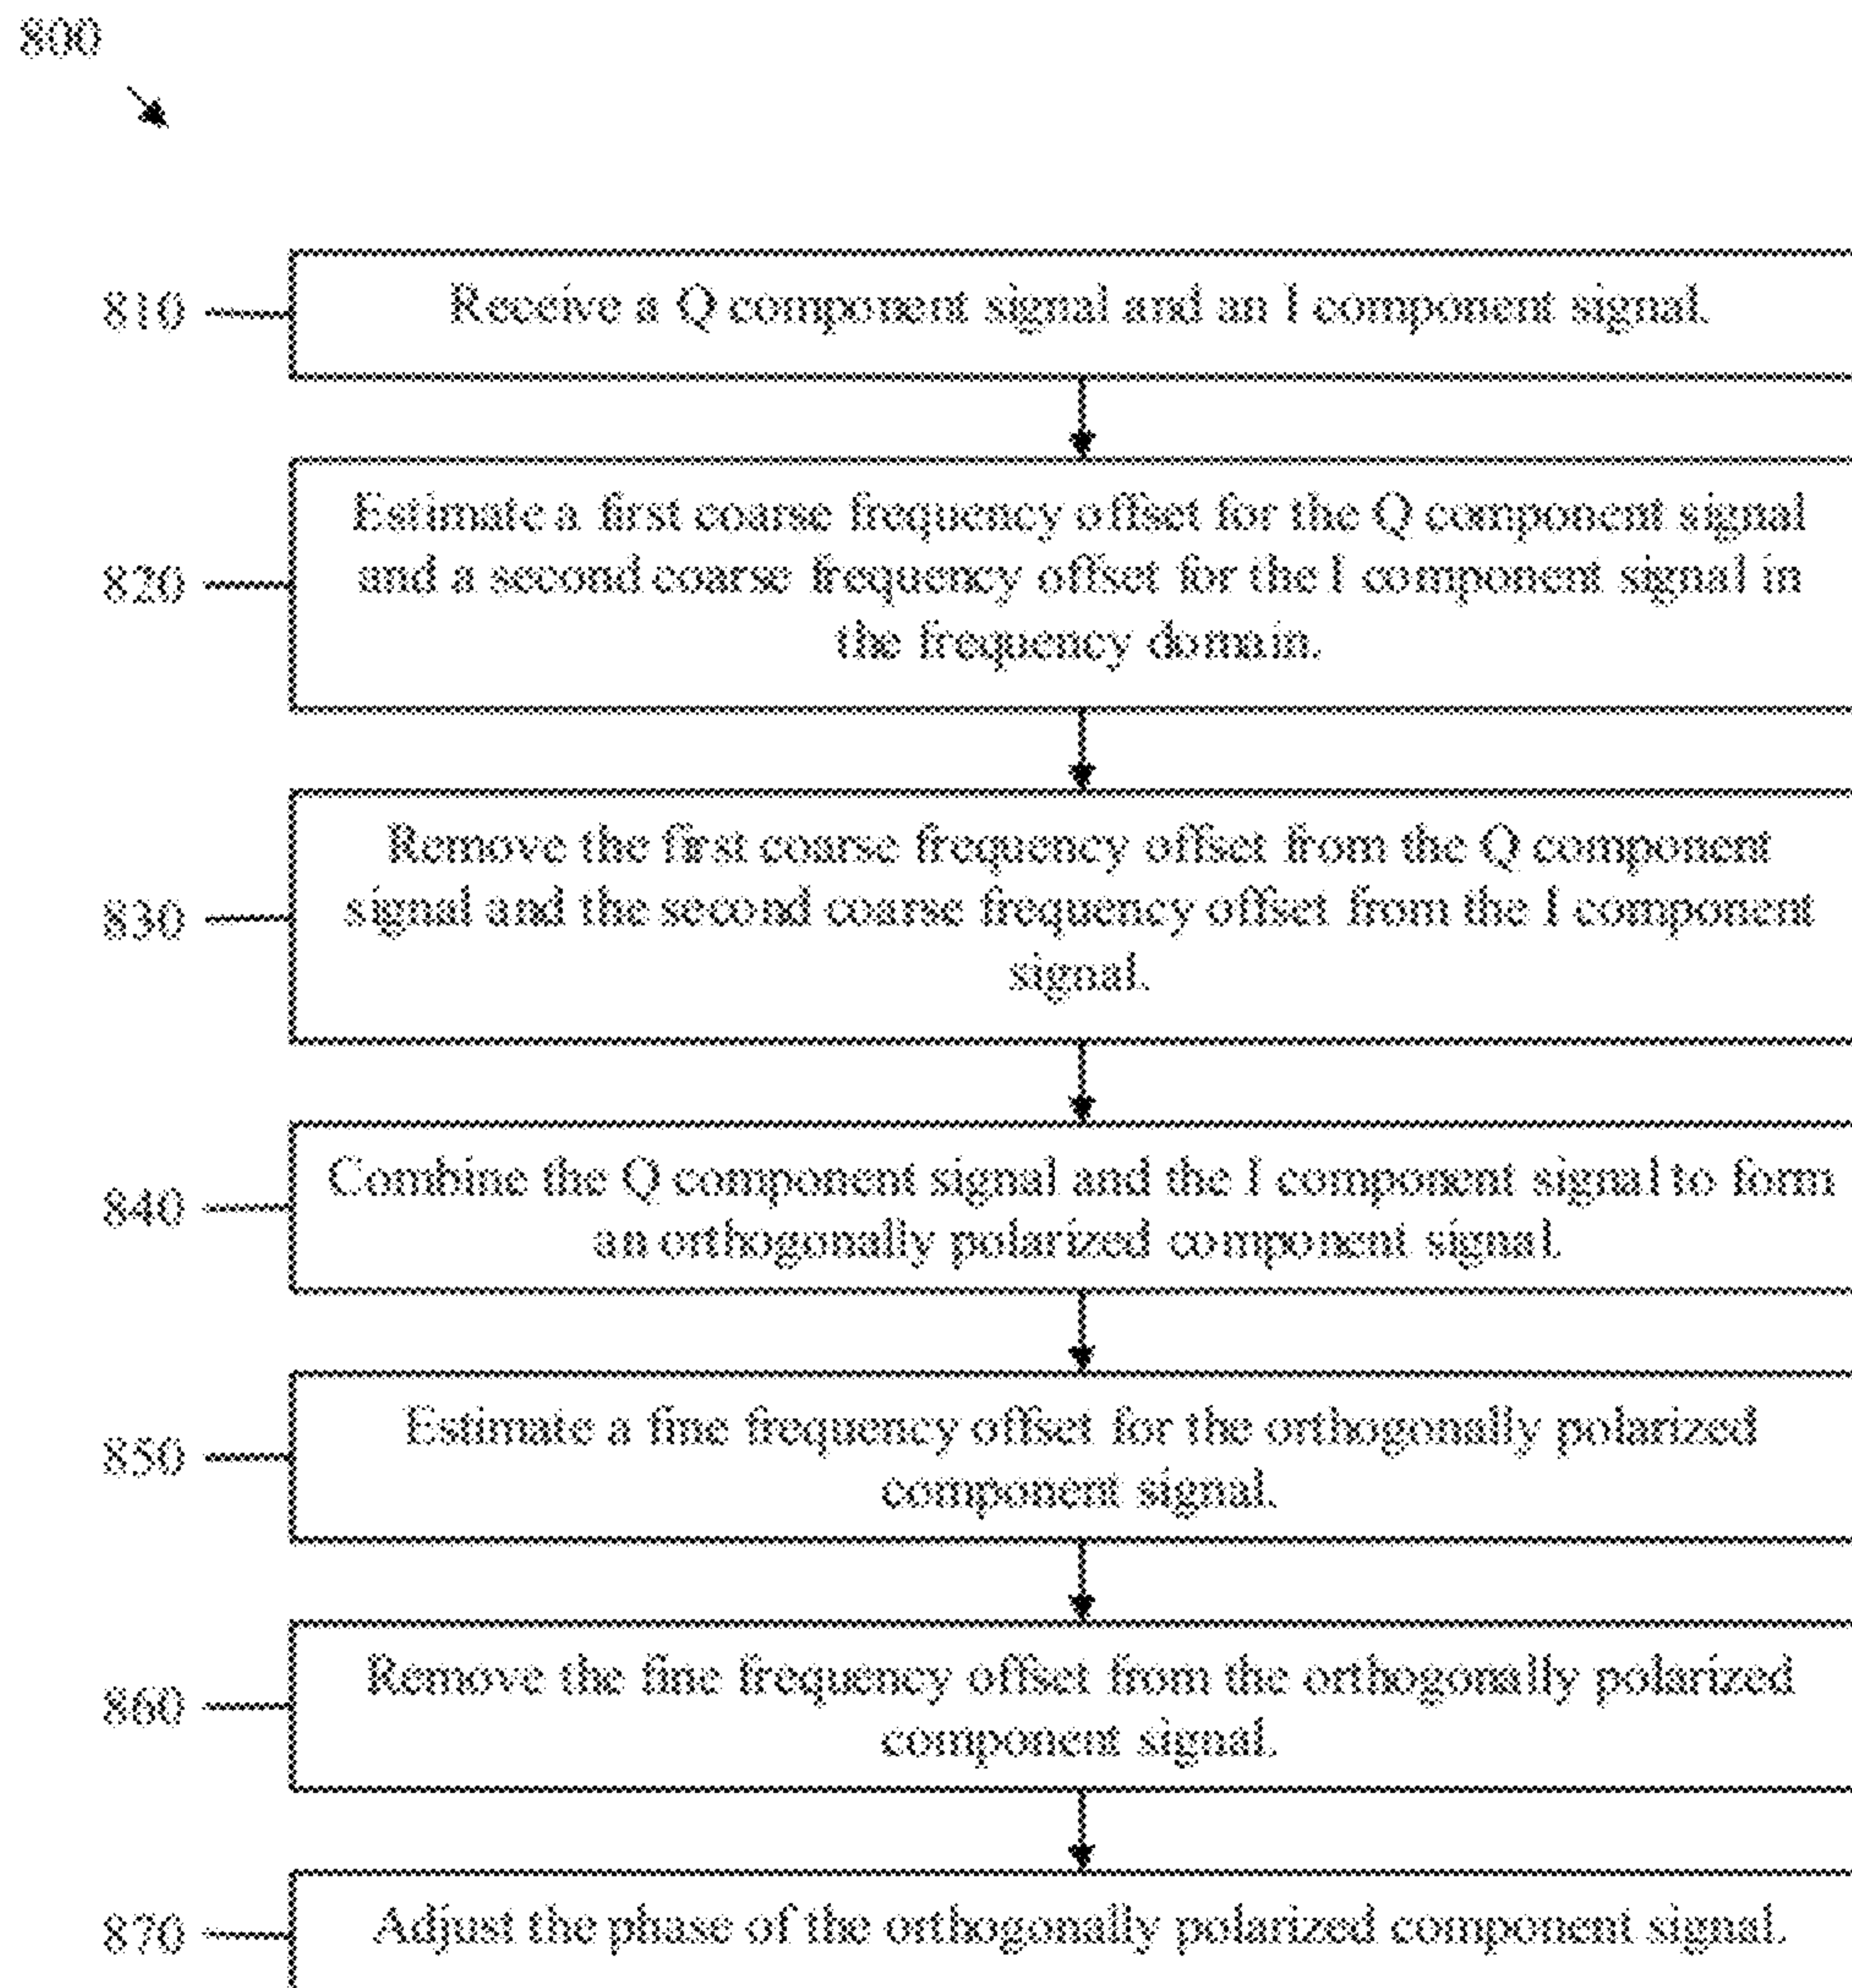 800
810
Receive a Q component signal and an I component signal.
820
Estimate a first coarse frequency offset for the Q component signal
and a second coarse frequency offset for the I component signal in
the frequency domain.
830
Remove the first coarse frequency offset from the Q component
signal and the second coarse frequency offset from the I component
signal.
840
Combine the Q component signal and the I component signal to form
an orthogonally polarized component signal.
850
Estimate a fine frequency offset for the orthogonally polarized
component signal.
860
Remove the fine frequency offset from the orthogonally polarized
component signal.
870
Adjust the phase of the orthogonally polarized component signal.